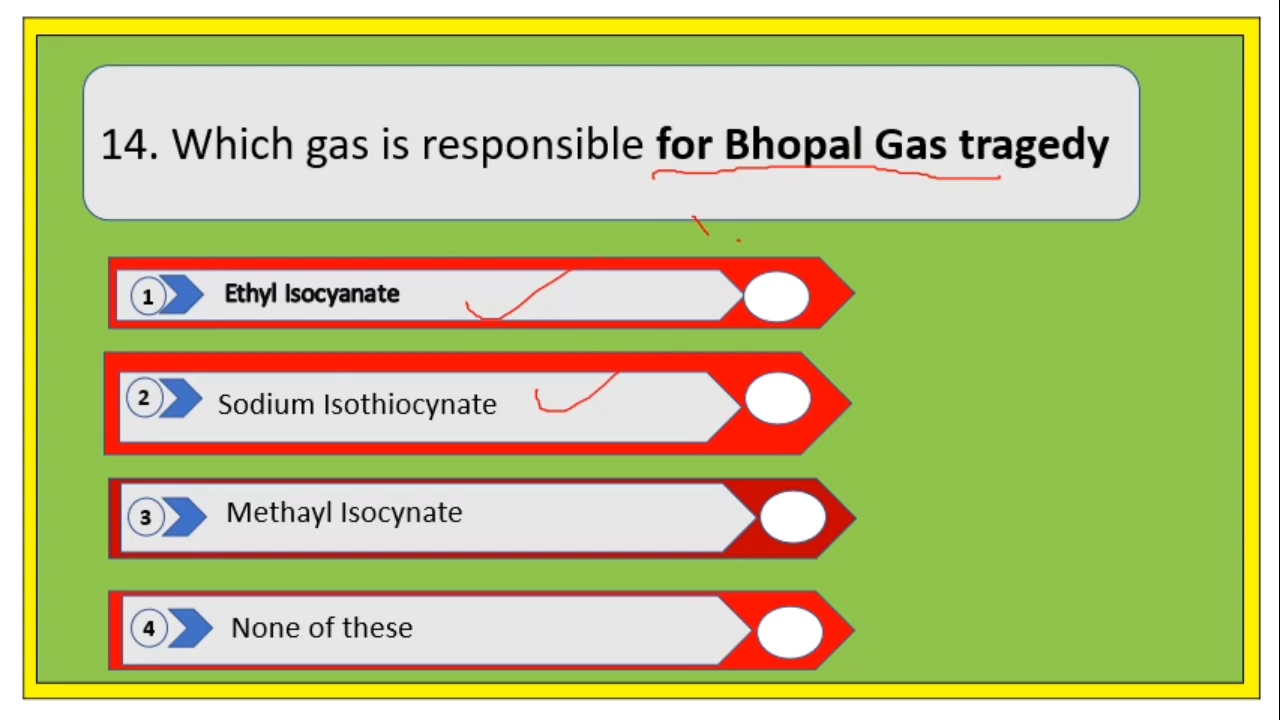 14. Which gas is responsible for Bhopal Gas tragedy
1 Ethyl Isocyanate
2 Sodium Isothiocynate
3 Methayl Isocynate
4 None of these